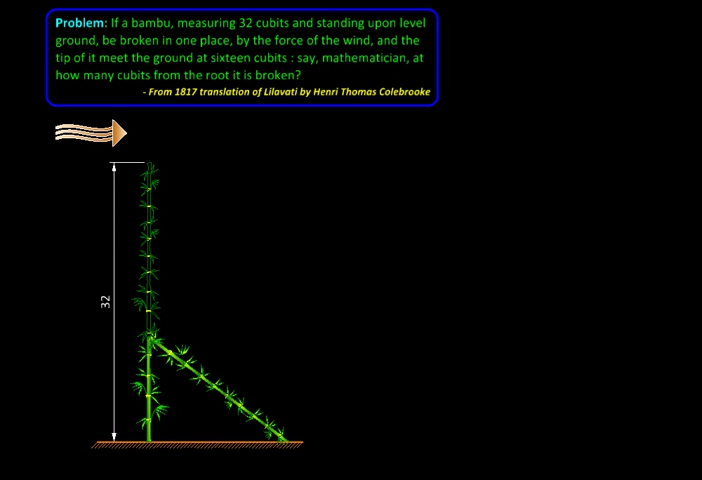 Problem: If a bambu, measuring 32 cubits and standing upon level
ground, be broken in one place, by the force of the wind, and the
tip of it meet the ground at sixteen cubits : say, mathematician, at
how many cubits from the root it is broken?
- From 1817 translation of Lilavati by Henri Thomas Colebrooke
32